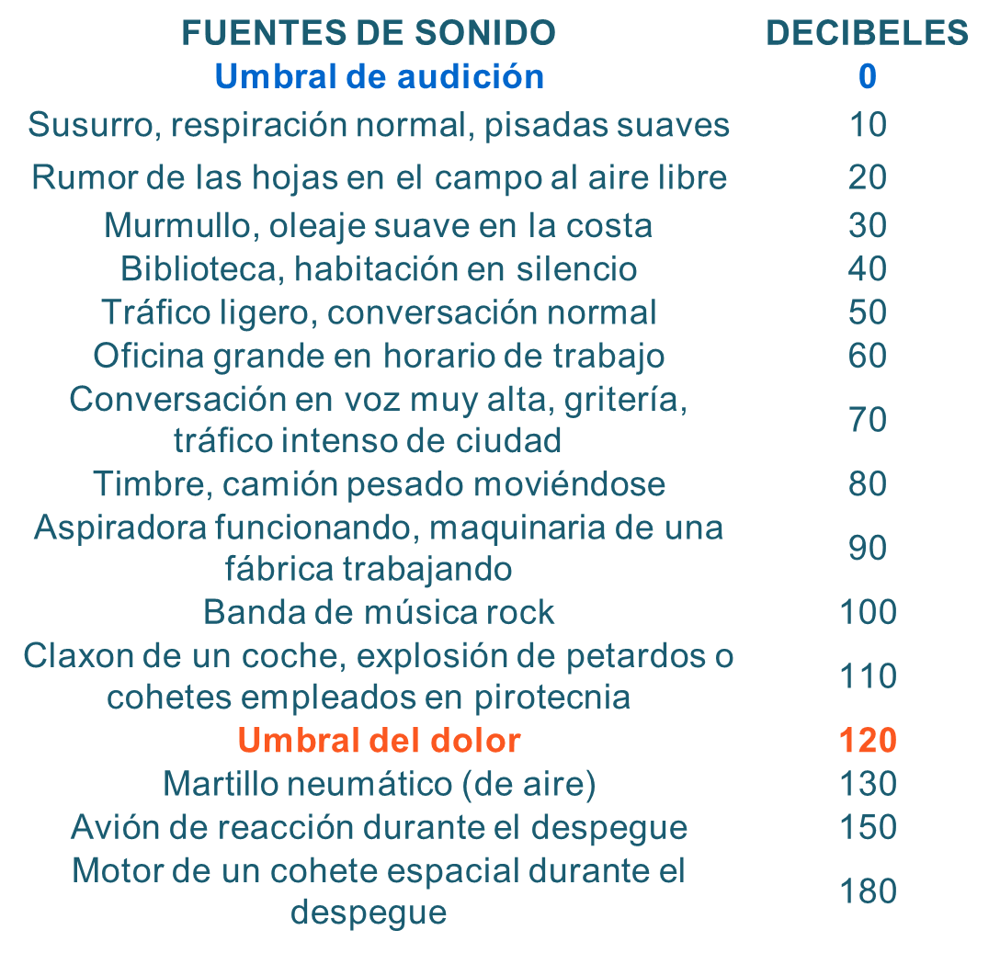 FUENTES DE SONIDO DECIBELES
Umbral de audición 0
Susurro, respiración normal, pisadas suaves 10
Rumor de las hojas en el campo al aire libre 20
Murmullo, oleaje suave en la costa 30
Biblioteca, habitación en silencio 40
Tráfico ligero, conversación normal 50
Oficina grande en horario de trabajo 60
Conversación en voz muy alta, gritería,
tráfico intenso de ciudad 70
Timbre, camión pesado moviéndose 80
Aspiradora funcionando, maquinaria de una
fábrica trabajando 90
Banda de música rock 100
Claxon de un coche, explosión de petardos o
cohetes empleados en pirotecnia 110
Umbral del dolor 120
Martillo neumático (de aire) 130
Avión de reacción durante el despegue 150
Motor de un cohete espacial durante el
despegue 180